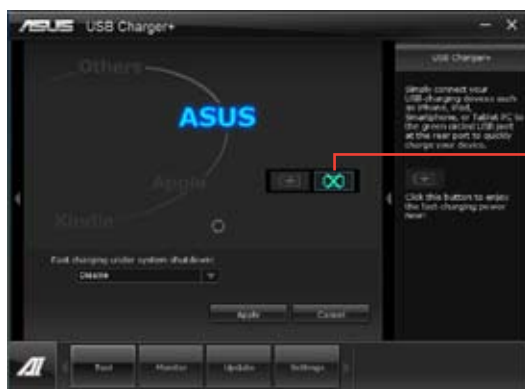 ASUS USB Charger+
Others
ASUS
Apple
Kindle
Fast charging under system shutdown:
Disable
Apply
Cancel
USB Charger+
Simply connect your
USB-charging devices such
as iPhone, iPad,
Smartphone, or Tablet PC to
the green circled USB port
at the rear port to quickly
charge your device.
Click this button to enjoy
the fast-charging power
now!
Tool
Monitor
Update
Settings